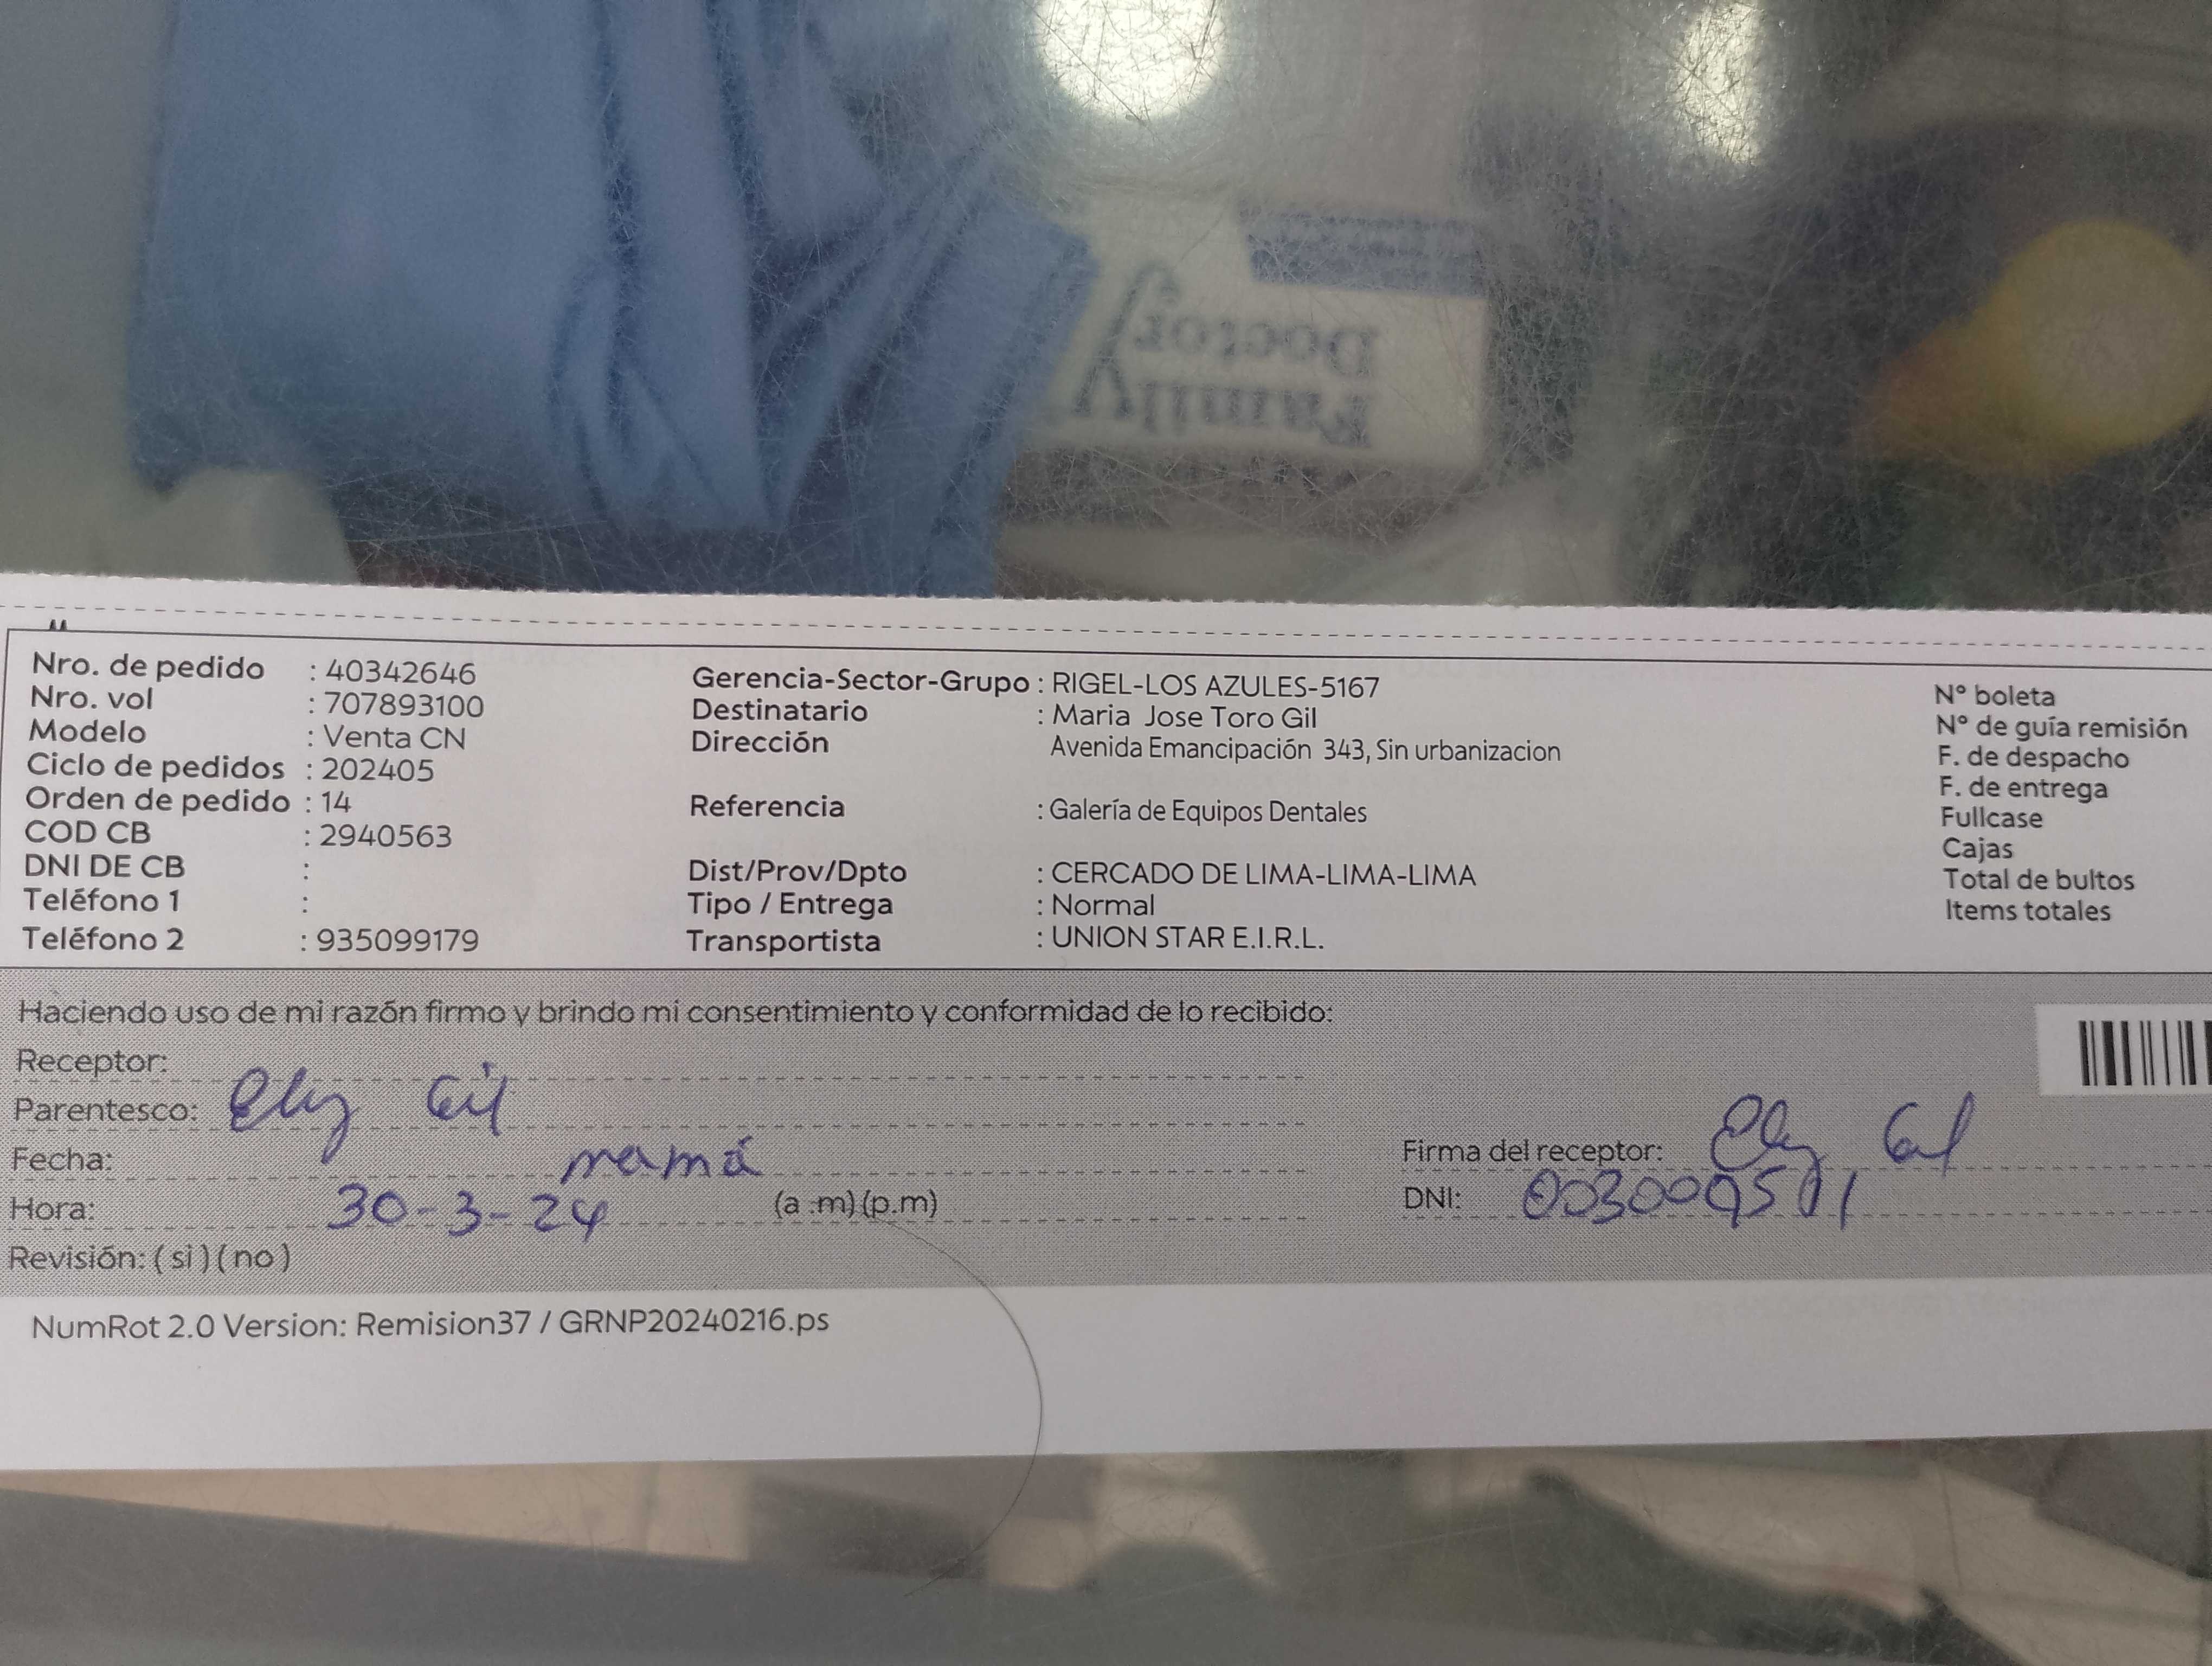 Family
Doctor
Nro. de pedido : 40342646
Nro. vol : 707893100
Modelo : Venta CN
Ciclo de pedidos : 202405
Orden de pedido : 14
COD CB : 2940563
DNI DE CB :
Teléfono 1 :
Teléfono 2 : 935099179
Gerencia-Sector-Grupo : RIGEL-LOS AZULES-5167
Destinatario : Maria Jose Toro Gil
Dirección Avenida Emancipación 343, Sin urbanizacion
Referencia : Galería de Equipos Dentales
Dist/Prov/Dpto : CERCADO DE LIMA-LIMA-LIMA
Tipo / Entrega : Normal
Transportista : UNION STAR E.I.R.L.
N° boleta
N° de guía remisión
F. de despacho
F. de entrega
Fullcase
Cajas
Total de bultos
Items totales
Haciendo uso de mi razón firmo y brindo mi consentimiento y conformidad de lo recibido:
Receptor:
Parentesco: Ely Gil
Fecha: mamá
Hora: 30-3-24 (a .m) (p.m)
Revisión: ( si ) ( no )
Firma del receptor: Ely Gil
DNI:
NumRot 2.0 Version: Remision37 / GRNP20240216.ps